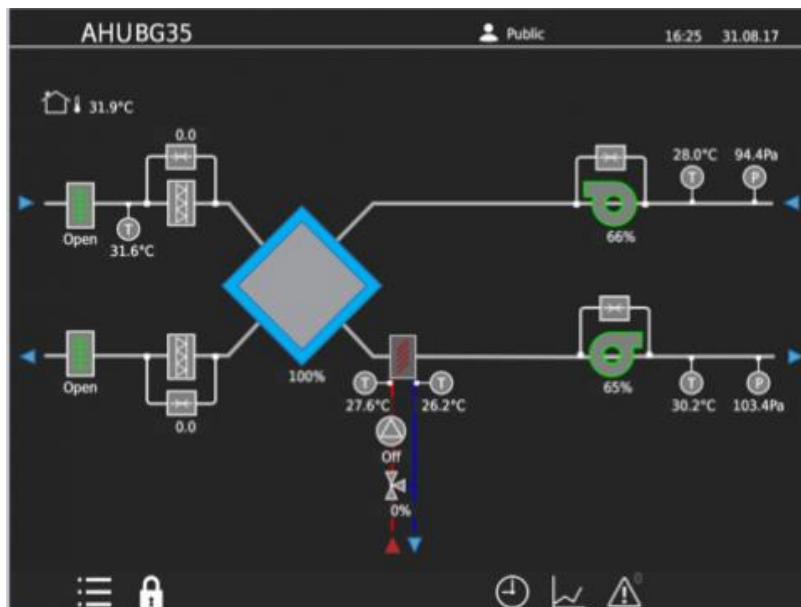 AHUBG35 Public 16:25 31.08.17
31.9°C
0.0
28.0°C 94.4Pa
T P
Open T 66%
31.6°C
Open 100% T T 65% T P
27.6°C 26.2°C 30.2°C 103.4Pa
0.0
Off
0%
0